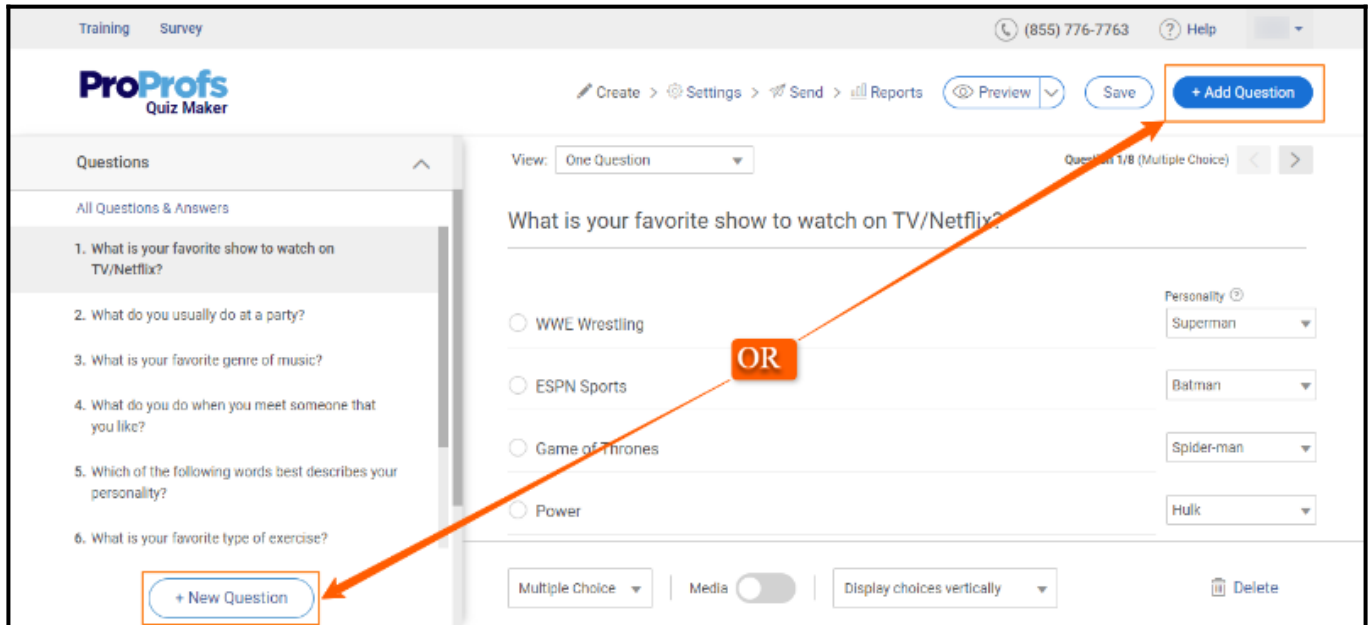 Training Survey (855) 776-7763 ? Help
ProProfs
Quiz Maker
Create > Settings > Send > Reports Preview Save + Add Question
Questions
View: One Question Question 1/8 (Multiple Choice) < >
All Questions & Answers
What is your favorite show to watch on TV/Netflix?
1. What is your favorite show to watch on
TV/Netflix?
2. What do you usually do at a party?
3. What is your favorite genre of music?
4. What do you do when you meet someone that
you like?
5. Which of the following words best describes your
personality?
6. What is your favorite type of exercise?
+ New Question
Personality ?
WWE Wrestling Superman
OR
ESPN Sports Batman
Game of Thrones Spider-man
Power Hulk
Multiple Choice Media Display choices vertically Delete